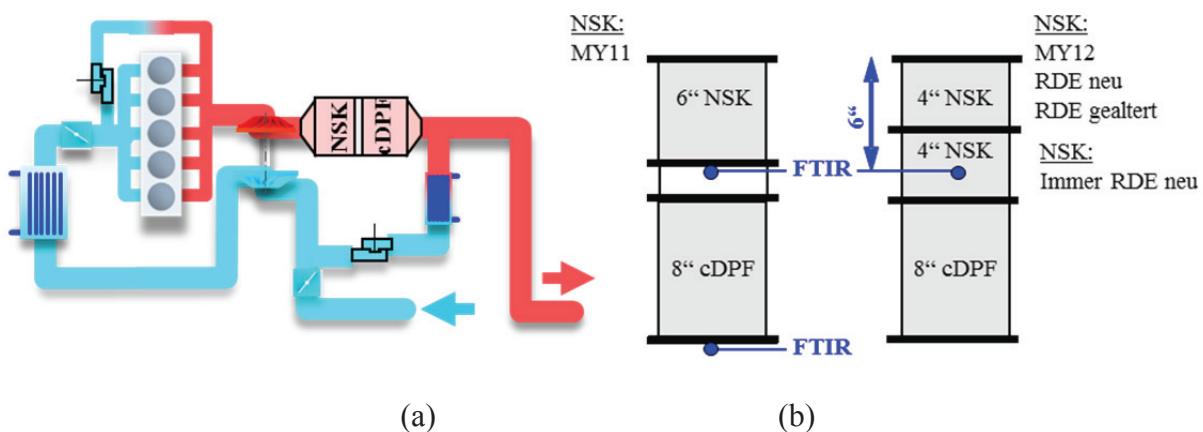 NSK
cDPF
(a)
NSK:
MY11
6“ NSK
FTIR
8“ cDPF
FTIR
6“
4“ NSK
4“ NSK
8“ cDPF
NSK:
MY12
RDE neu
RDE gealtert
NSK:
Immer RDE neu
(b)